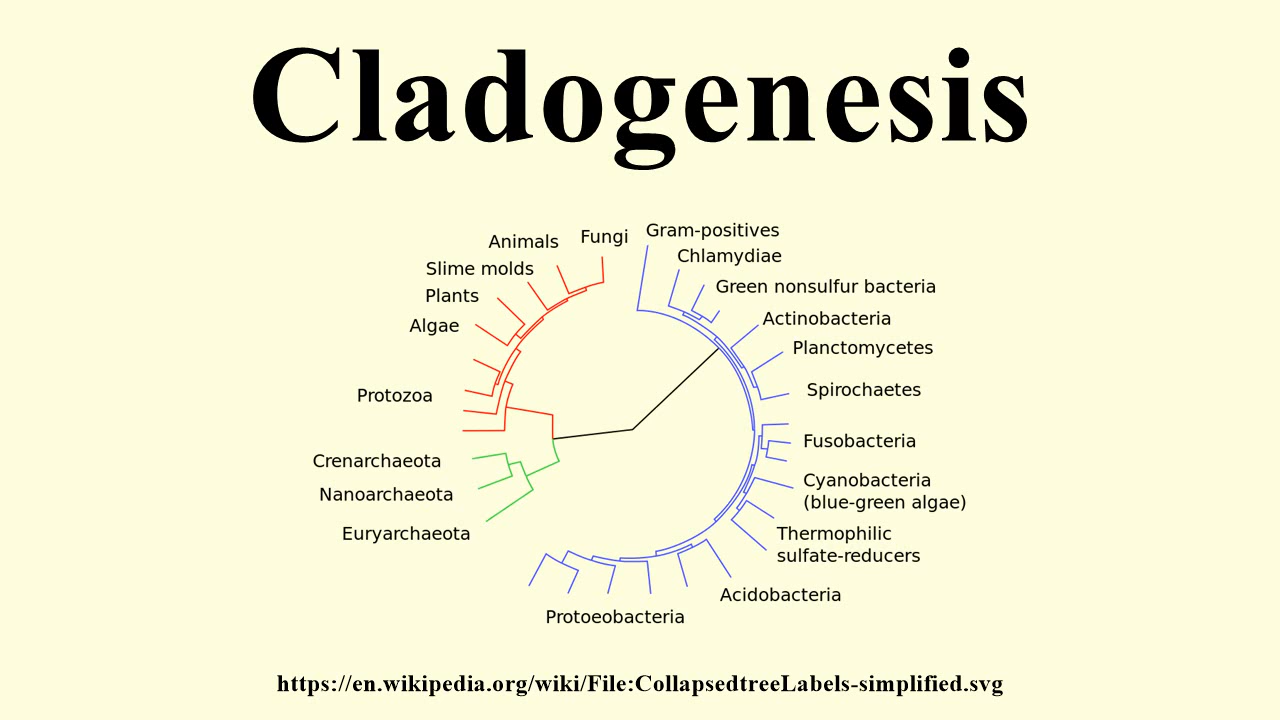 Cladogenesis
Fungi
Animals
Slime molds
Plants
Algae
Protozoa
Crenarchaeota
Nanoarchaeota
Euryarchaeota
Gram-positives
Chlamydiae
Green nonsulfur bacteria
Actinobacteria
Planctomycetes
Spirochaetes
Fusobacteria
Cyanobacteria
(blue-green algae)
Thermophilic
sulfate-reducers
Acidobacteria
Protoeobacteria
https://en.wikipedia.org/wiki/File:CollapsedtreeLabels-simplified.svg